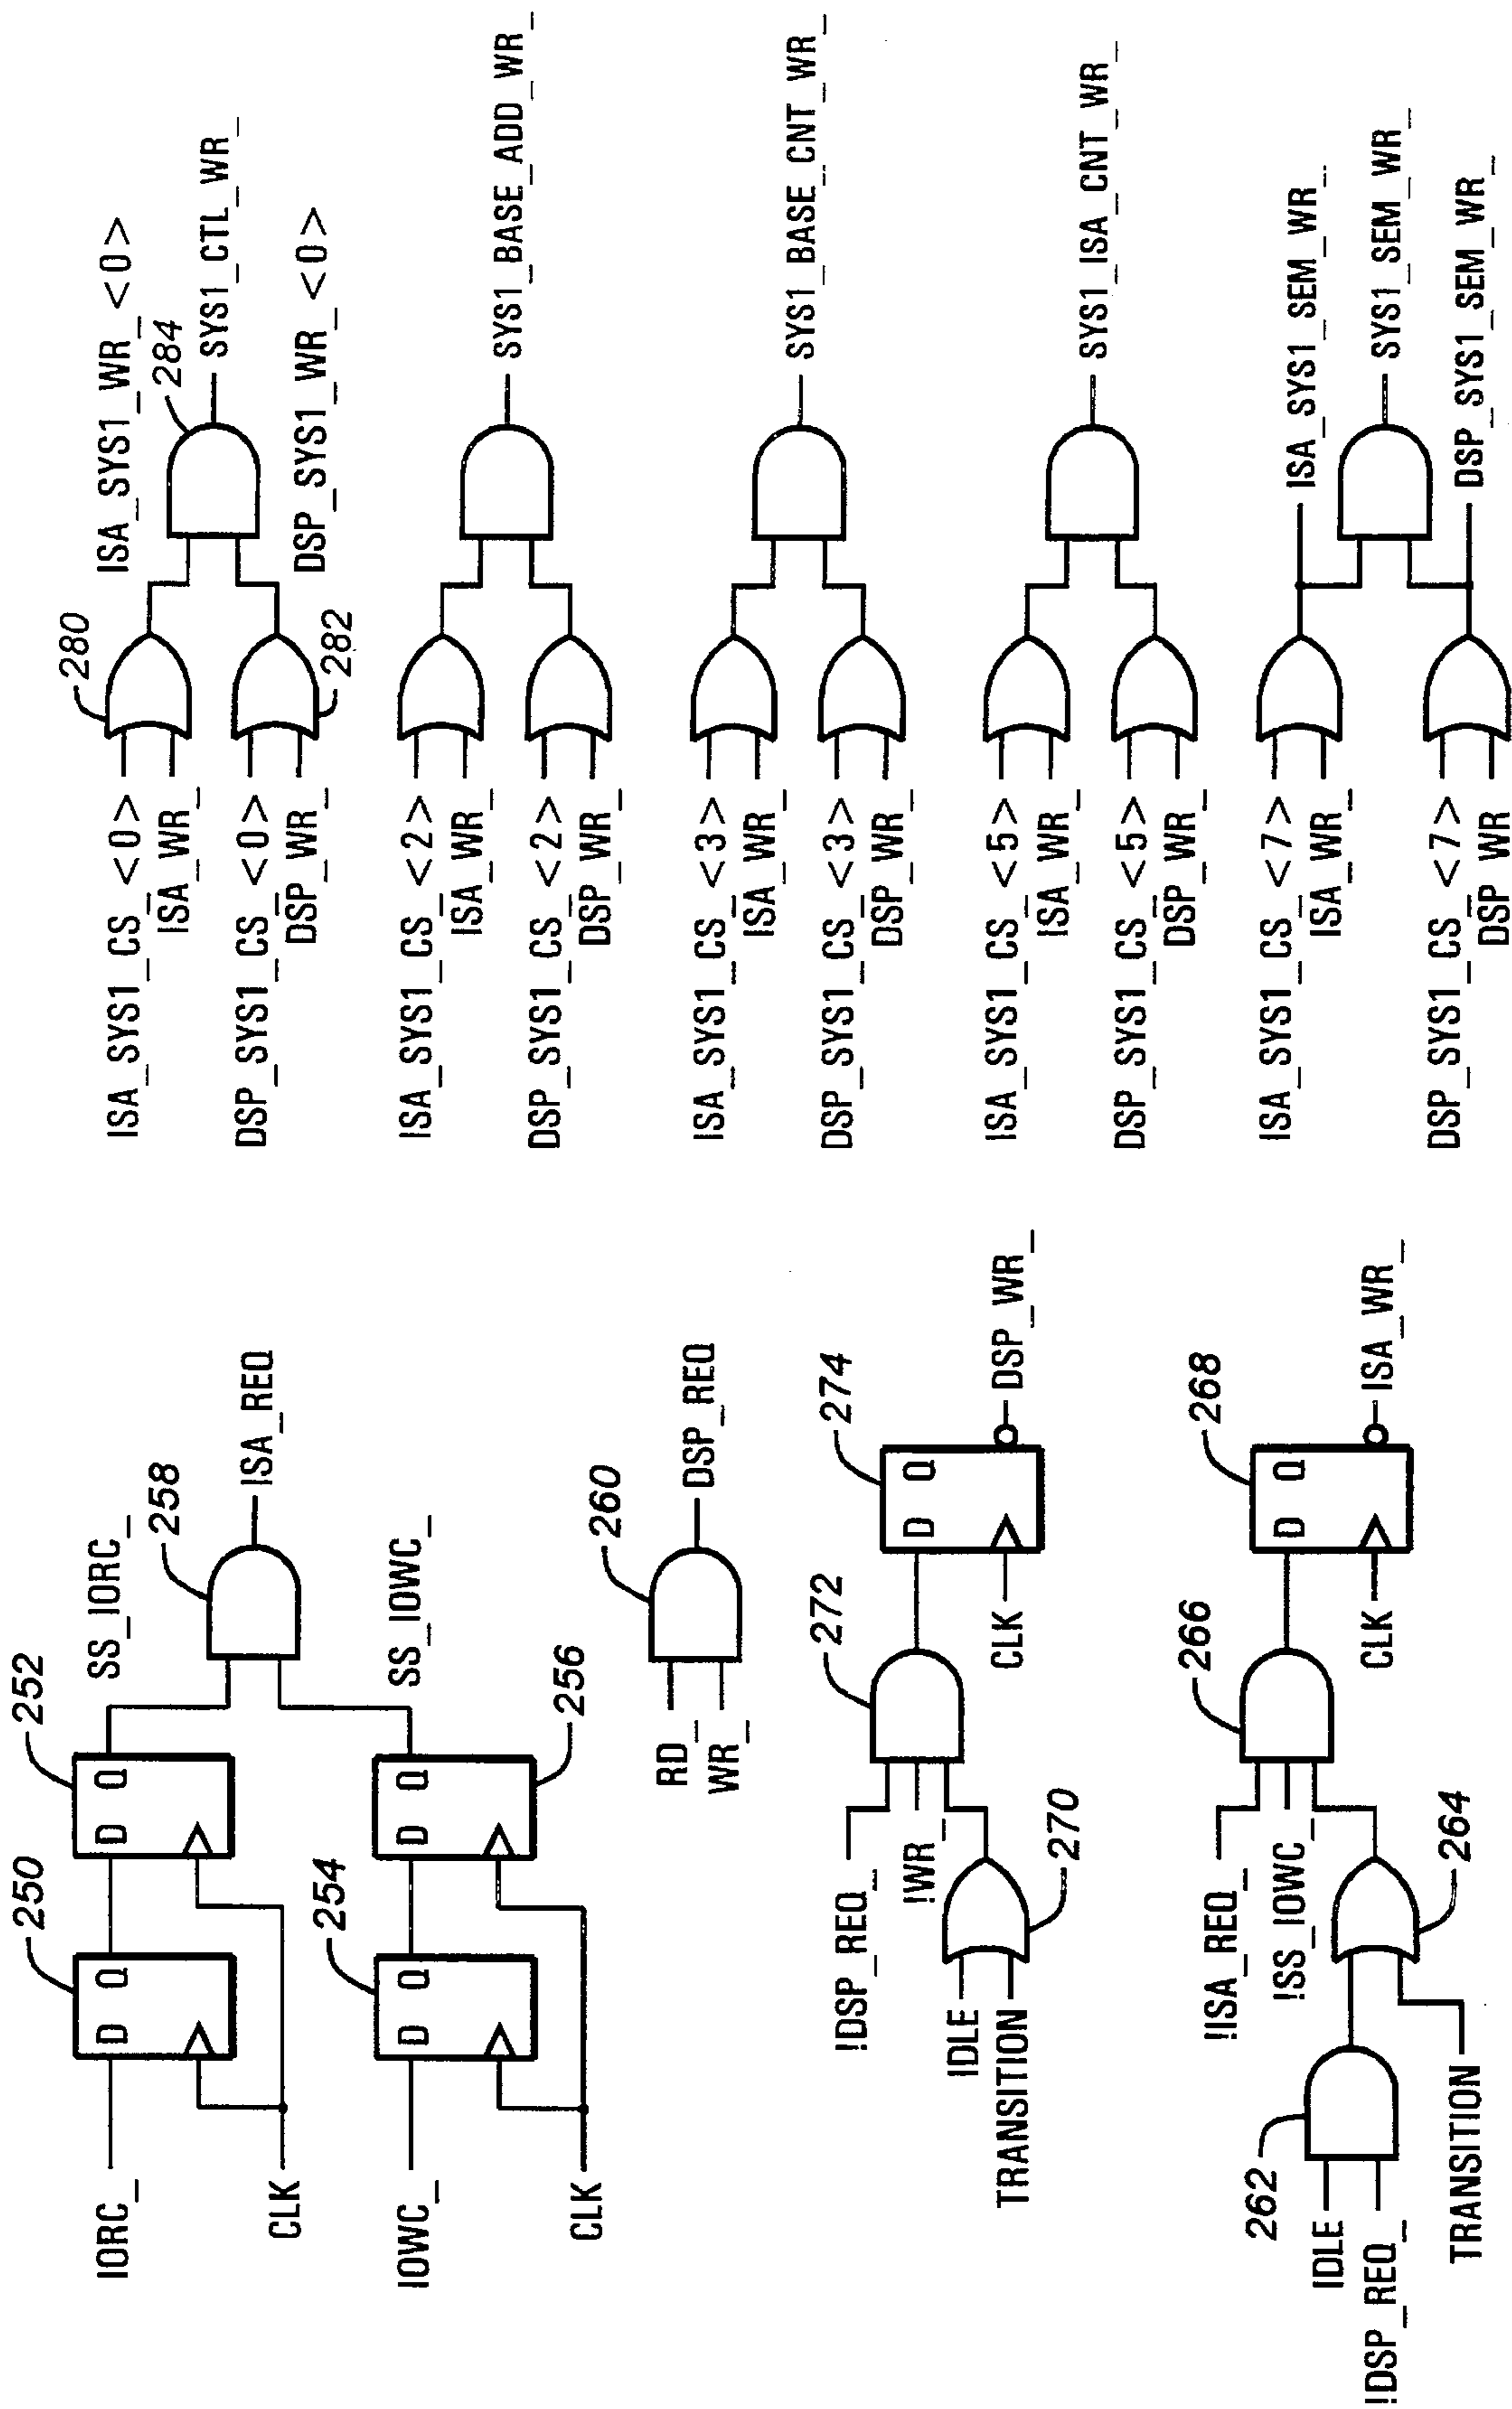 IORC_
CLK
250
D Q
252
D Q
SS_IORC_
258
ISA_REQ
IOWC_
CLK
254
D Q
256
D Q
SS_IOWC_
RD_
WR_
260
DSP_REQ
!DSP_REQ_
!WR_
IDLE
TRANSITION
270
272
CLK
274
D Q
DSP_WR_
IDLE
!DSP_REQ_
TRANSITION
262
264
!ISA_REQ_
!SS_IOWC_
266
CLK
268
D Q
ISA_WR_
ISA_SYS1_CS_<0>
ISA_WR_
DSP_SYS1_CS_<0>
DSP_WR_
280
282
ISA_SYS1_WR_<0>
284
SYS1_CTL_WR_
DSP_SYS1_WR_<0>
ISA_SYS1_CS_<2>
ISA_WR_
DSP_SYS1_CS_<2>
DSP_WR_
SYS1_BASE_ADD_WR_
ISA_SYS1_CS_<3>
ISA_WR_
DSP_SYS1_CS_<3>
DSP_WR_
SYS1_BASE_CNT_WR_
ISA_SYS1_CS_<5>
ISA_WR_
DSP_SYS1_CS_<5>
DSP_WR_
SYS1_ISA_CNT_WR_
ISA_SYS1_CS_<7>
ISA_WR_
DSP_SYS1_CS_<7>
DSP_WR
ISA_SYS1_SEM_WR_
SYS1_SEM_WR_
DSP_SYS1_SEM_WR_